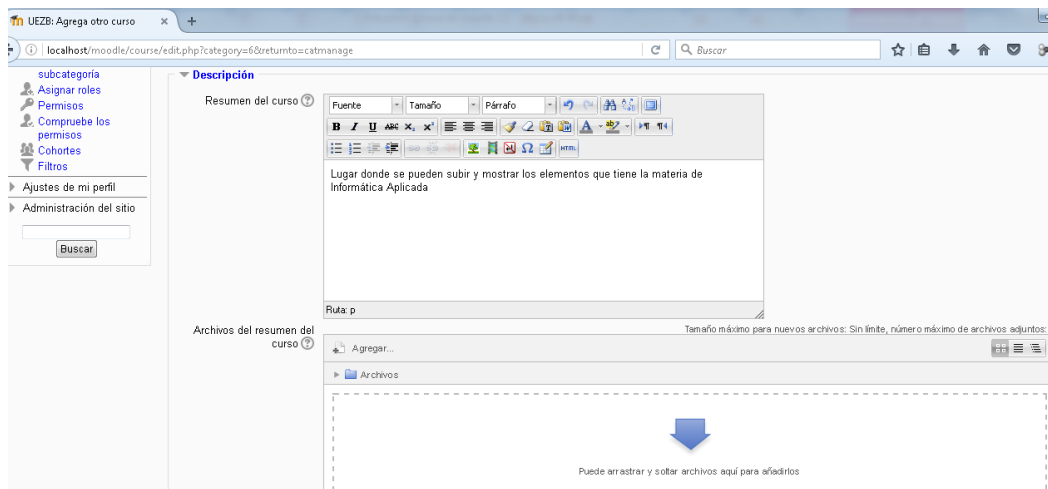 UEZB: Agrega otro curso
localhost/moodle/course/edit.php?category=6&returnto=catmanage
Buscar
subcategoría
Asignar roles
Permisos
Compruebe los
permisos
Cohortes
Filtros
Ajustes de mi perfil
Administración del sitio
Buscar
Descripción
Resumen del curso
Fuente Tamaño Párrafo
B I U ABC X₂ X²
HTML
Lugar donde se pueden subir y mostrar los elementos que tiene la materia de
Informática Aplicada
Ruta: p
Archivos del resumen del
curso
Tamaño máximo para nuevos archivos: Sin límite, número máximo de archivos adjuntos:
Agregar...
Archivos
Puede arrastrar y soltar archivos aquí para añadirlos